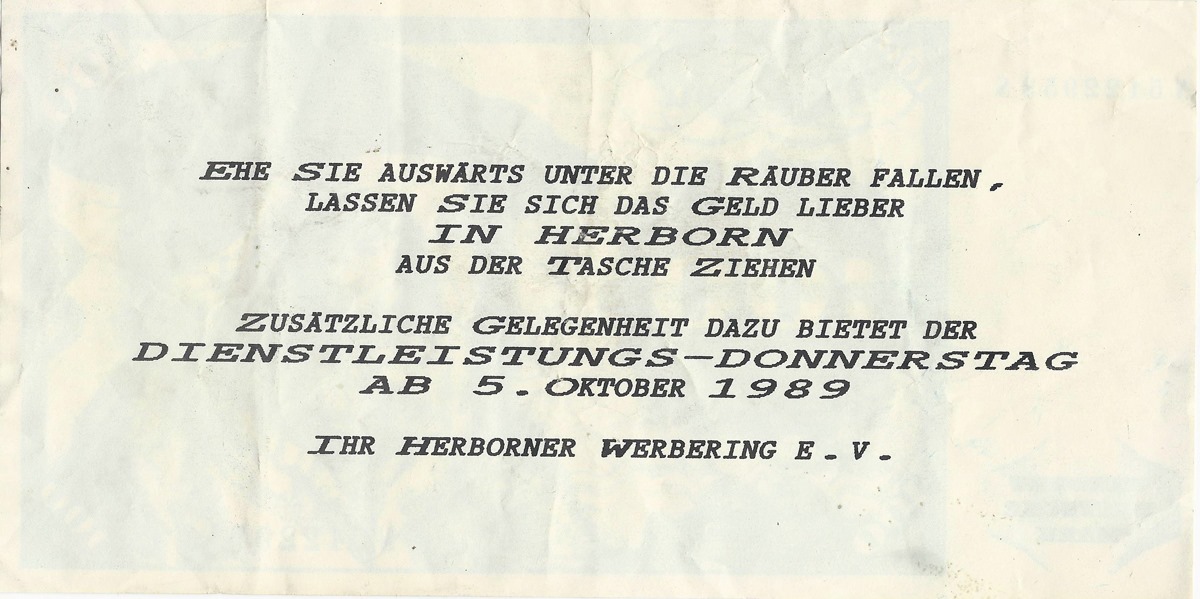 EHE SIE AUSWÄRTS UNTER DIE RÄUBER FALLEN,
LASSEN SIE SICH DAS GELD LIEBER
IN HERBORN
AUS DER TASCHE ZIEHEN
ZUSÄTZLICHE GELEGENHEIT DAZU BIETET DER
DIENSTLEISTUNGS-DONNERSTAG
AB 5. OKTOBER 1989
IHR HERBORNER WERBERING E. V.